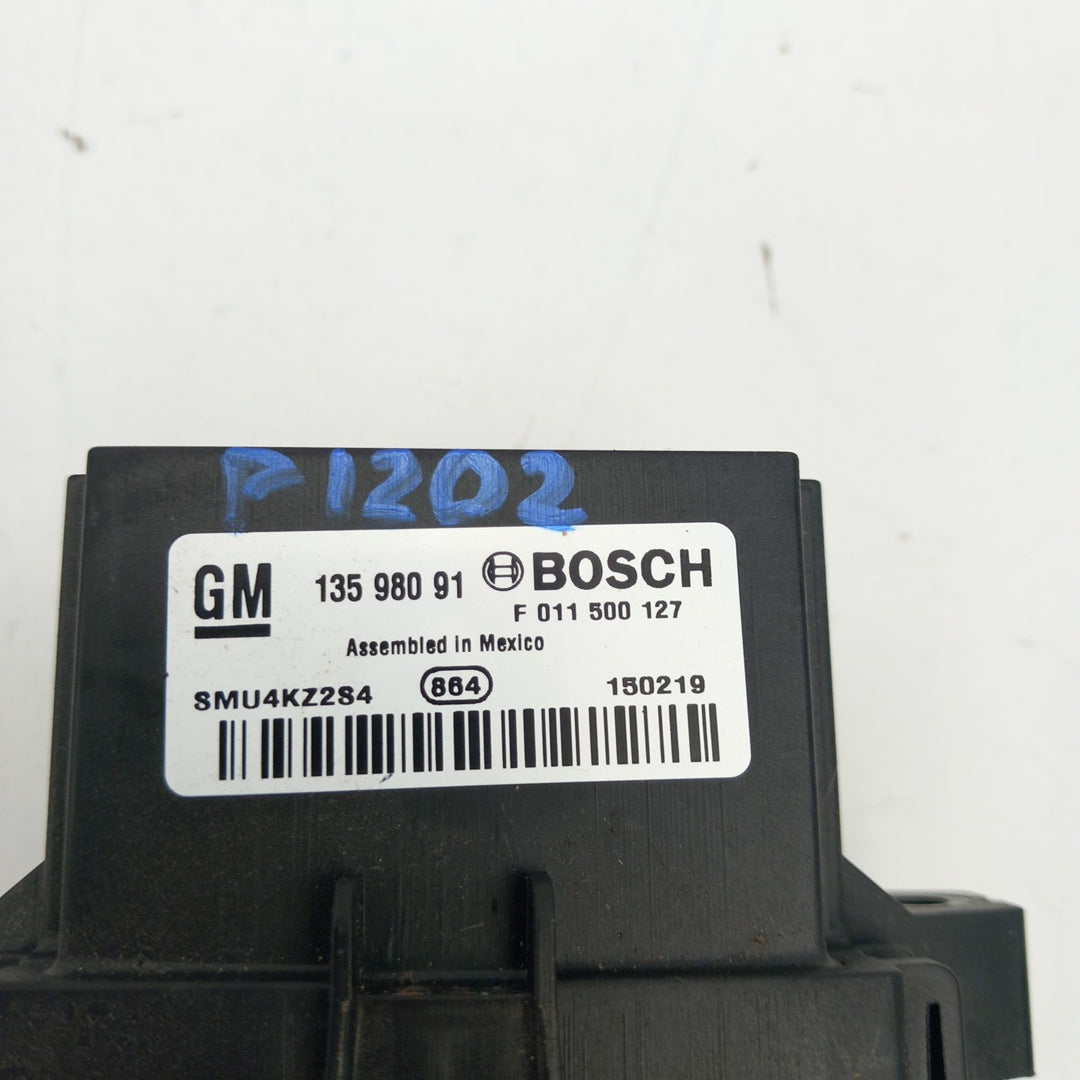 P1202
GM 135 980 91 BOSCH
F 011 500 127
Assembled in Mexico
SMU4KZ2S4 864 150219